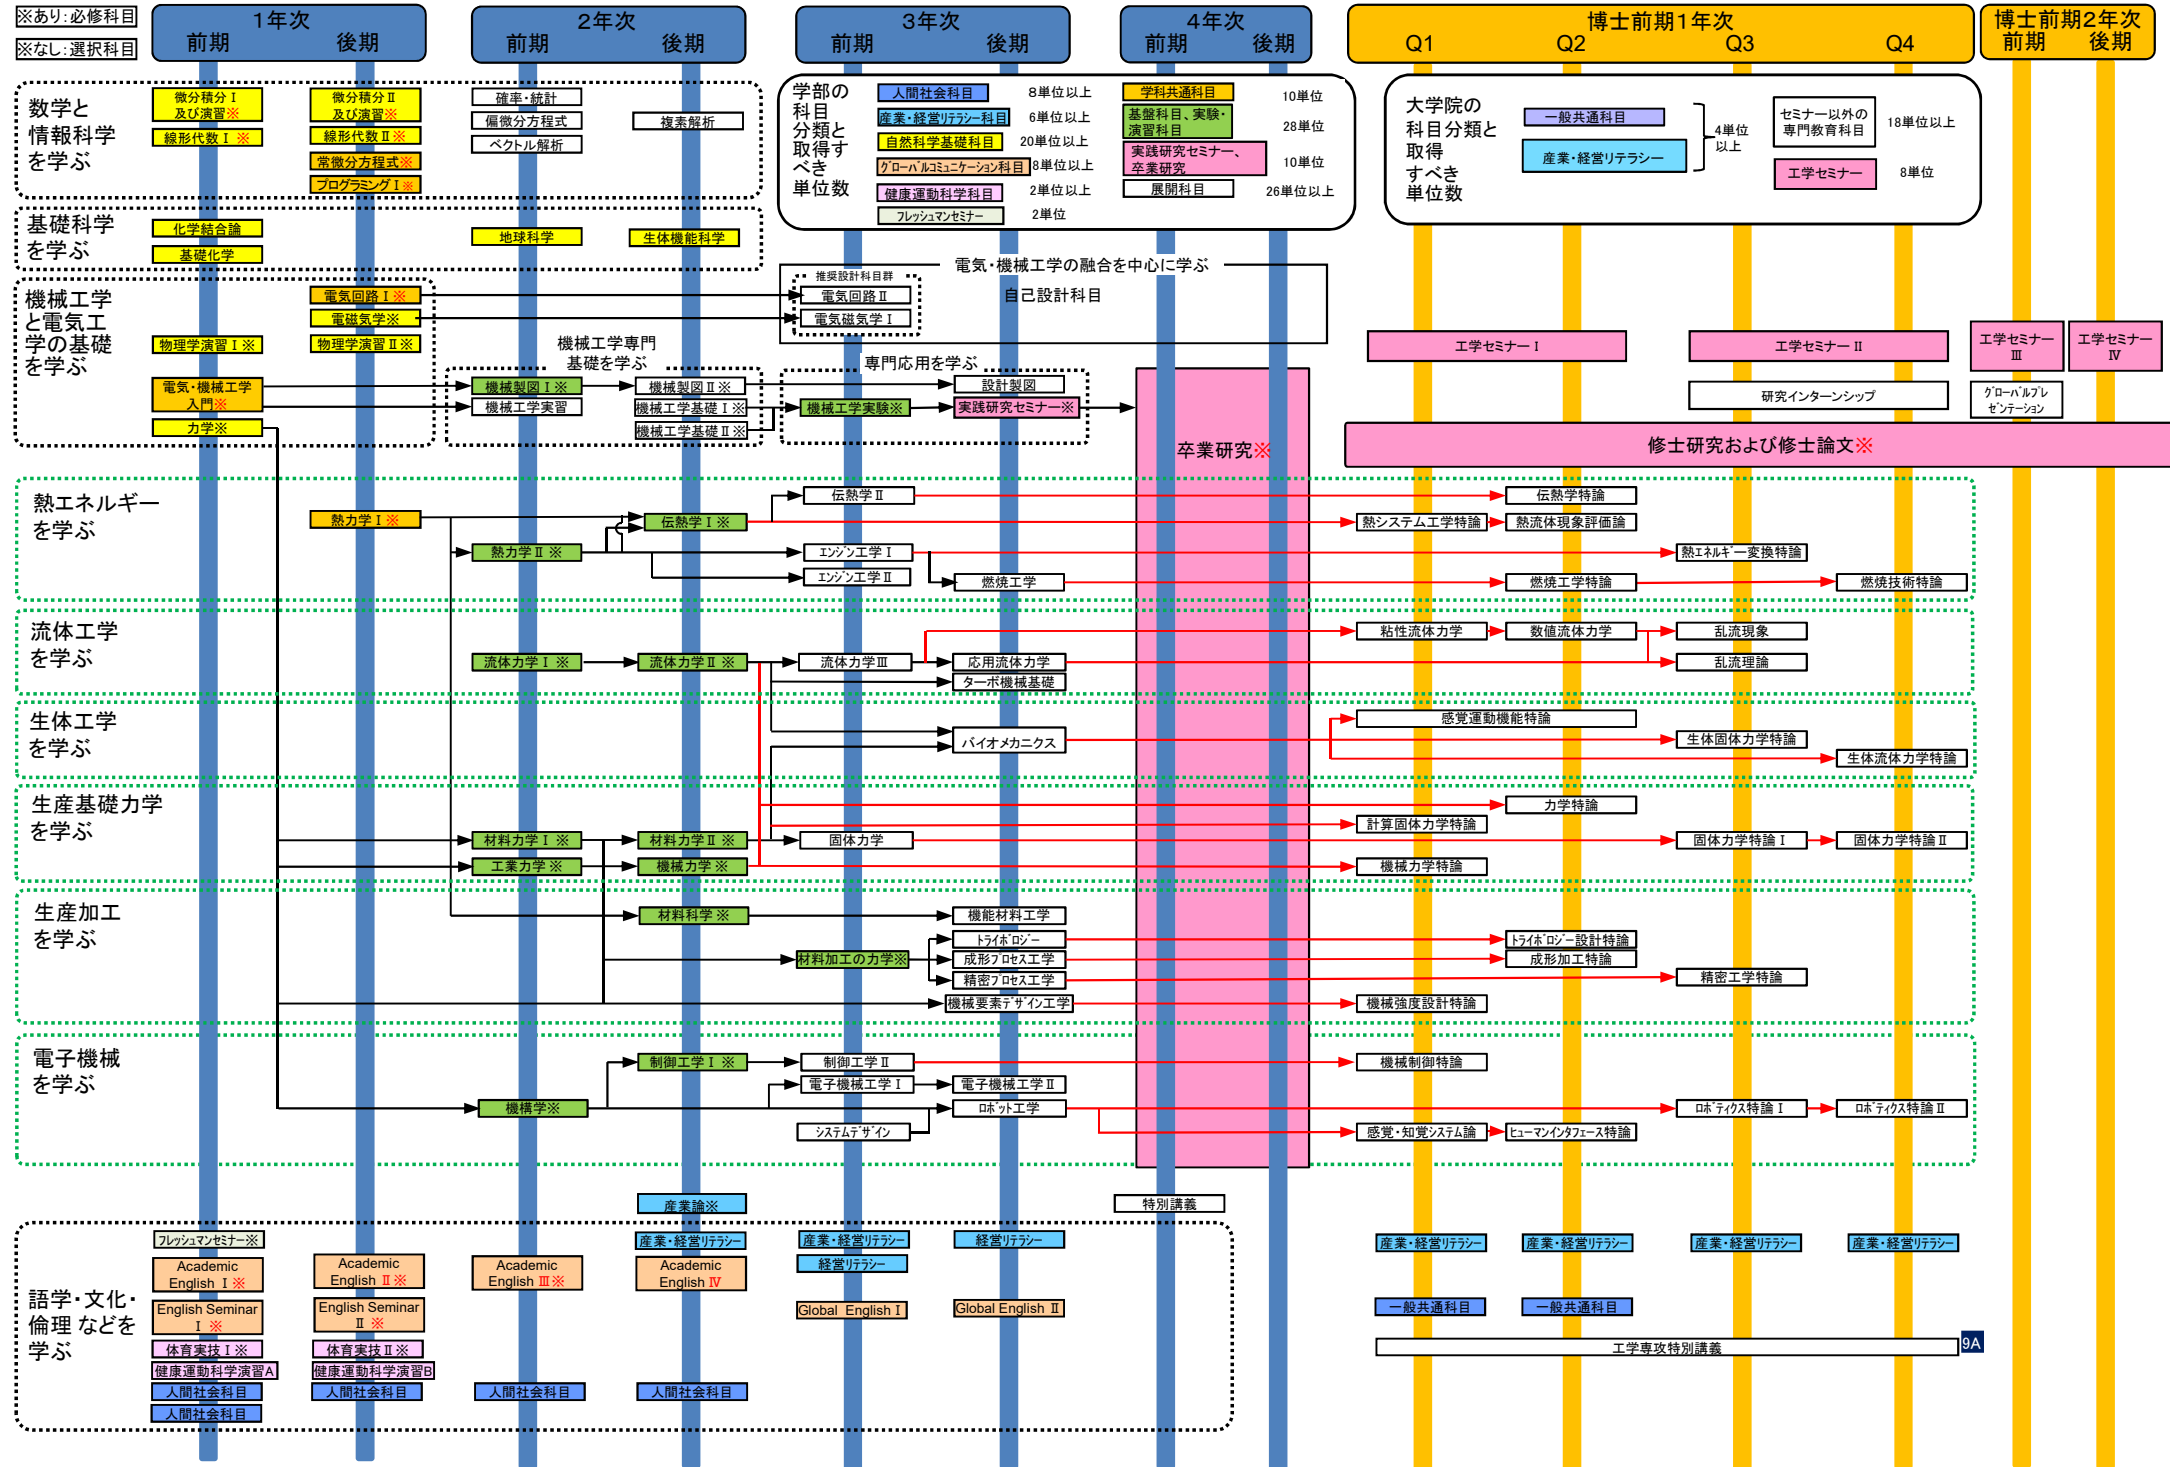 ※あり：必修科目
※なし：選択科目
1年次
前期 後期
2年次
前期 後期
3年次
前期 後期
4年次
前期 後期
博士前期1年次
Q1 Q2 Q3 Q4
博士前期2年次
前期 後期
数学と
情報科学
を学ぶ
微分積分Ⅰ
及び演習※
線形代数Ⅰ※
微分積分Ⅱ
及び演習※
線形代数Ⅱ※
常微分方程式※
プログラミングⅠ※
確率・統計
偏微分方程式
ベクトル解析
複素解析
学部の
科目
分類と
取得す
べき
単位数
人間社会科目 8単位以上
産業・経営リテラシー科目 6単位以上
自然科学基礎科目 20単位以上
グローバルコミュニケーション科目 8単位以上
健康運動科学科目 2単位以上
フレッシュマンセミナー 2単位
学科共通科目 10単位
基盤科目、実験・
演習科目 28単位
実践研究セミナー、
卒業研究 10単位
展開科目 26単位以上
大学院の
科目分類と
取得
すべき
単位数
一般共通科目
産業・経営リテラシー
4単位
以上
セミナー以外の
専門教育科目 18単位以上
工学セミナー 8単位
基礎科学
を学ぶ
化学結合論
基礎化学
地球科学
生体機能科学
機械工学
と電気工
学の基礎
を学ぶ
電気回路Ⅰ※
電磁気学※
物理学演習Ⅰ※
物理学演習Ⅱ※
電気・機械工学
入門※
力学※
電気・機械工学の融合を中心に学ぶ
推奨設計科目群
電気回路Ⅱ
電気磁気学Ⅰ
自己設計科目
機械工学専門
基礎を学ぶ
機械製図Ⅰ※
機械工学実習
機械製図Ⅱ※
機械工学基礎Ⅰ※
機械工学基礎Ⅱ※
専門応用を学ぶ
設計製図
機械工学実験※
実践研究セミナー※
卒業研究※
工学セミナーⅠ
工学セミナーⅡ
工学セミナー
Ⅲ
工学セミナー
Ⅳ
研究インターンシップ
グローバルプレ
ゼンテーション
修士研究および修士論文※
熱エネルギー
を学ぶ
熱力学Ⅰ※
熱力学Ⅱ※
伝熱学Ⅰ※
伝熱学Ⅱ
エンジン工学Ⅰ
エンジン工学Ⅱ
燃焼工学
伝熱学特論
熱システム工学特論
熱流体現象評価論
熱エネルギー変換特論
燃焼工学特論
燃焼技術特論
流体工学
を学ぶ
流体力学Ⅰ※
流体力学Ⅱ※
流体力学Ⅲ
応用流体力学
ターボ機械基礎
粘性流体力学
数値流体力学
乱流現象
乱流理論
生体工学
を学ぶ
バイオメカニクス
感覚運動機能特論
生体固体力学特論
生体流体力学特論
生産基礎力学
を学ぶ
材料力学Ⅰ※
工業力学※
材料力学Ⅱ※
機械力学※
固体力学
力学特論
計算固体力学特論
固体力学特論Ⅰ
固体力学特論Ⅱ
機械力学特論
生産加工
を学ぶ
材料科学※
材料加工の力学※
機能材料工学
トライボロジー
成形プロセス工学
精密プロセス工学
機械要素デザイン工学
トライボロジー設計特論
成形加工特論
精密工学特論
機械強度設計特論
電子機械
を学ぶ
機構学※
制御工学Ⅰ※
制御工学Ⅱ
電子機械工学Ⅰ
電子機械工学Ⅱ
ロボット工学
システムデザイン
機械制御特論
ロボティクス特論Ⅰ
ロボティクス特論Ⅱ
感覚・知覚システム論
ヒューマンインタフェース特論
産業論※
特別講義
語学・文化・
倫理 などを
学ぶ
フレッシュマンセミナー※
Academic
English Ⅰ※
English Seminar
Ⅰ ※
体育実技Ⅰ※
健康運動科学演習A
人間社会科目
人間社会科目
Academic
English Ⅱ※
English Seminar
Ⅱ ※
体育実技Ⅱ※
健康運動科学演習B
人間社会科目
Academic
English Ⅲ※
人間社会科目
産業・経営リテラシー
Academic
English Ⅳ
人間社会科目
産業・経営リテラシー
経営リテラシー
Global English Ⅰ
経営リテラシー
Global English Ⅱ
産業・経営リテラシー
産業・経営リテラシー
産業・経営リテラシー
産業・経営リテラシー
一般共通科目
一般共通科目
工学専攻特別講義
9A